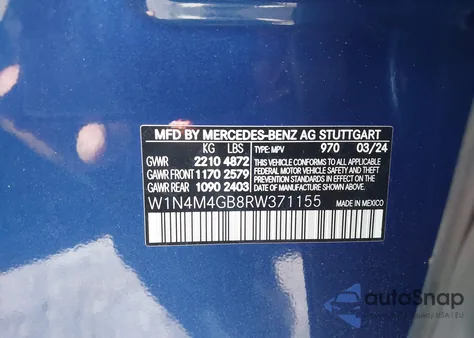 MFD BY MERCEDES-BENZ AG STUTTGART
KG LBS TYPE: MPV 970 03/24
GVWR 2210 4872 THIS VEHICLE CONFORMS TO ALL
GAWR FRONT 1170 2579 APPLICABLE FEDERAL MOTOR VEHICLE
GAWR REAR 1090 2403 SAFETY AND THEFT PREVENTION
STANDARDS IN EFFECT ON THE DATE
OF MANUFACTURE SHOWN ABOVE.
W1N4M4GB8RW371155 MADE IN MEXICO
autoSnap